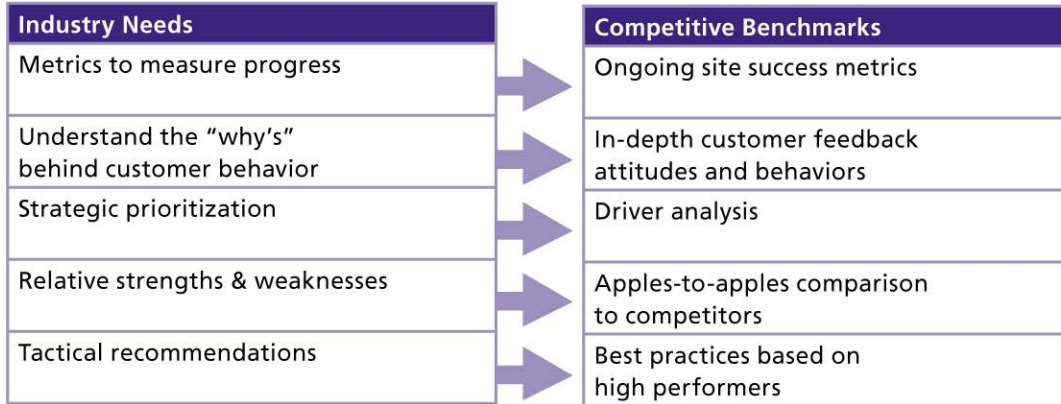 Industry Needs
Competitive Benchmarks
Metrics to measure progress
Ongoing site success metrics
Understand the “why's”
behind customer behavior
In-depth customer feedback
attitudes and behaviors
Strategic prioritization
Driver analysis
Relative strengths & weaknesses
Apples-to-apples comparison
to competitors
Tactical recommendations
Best practices based on
high performers